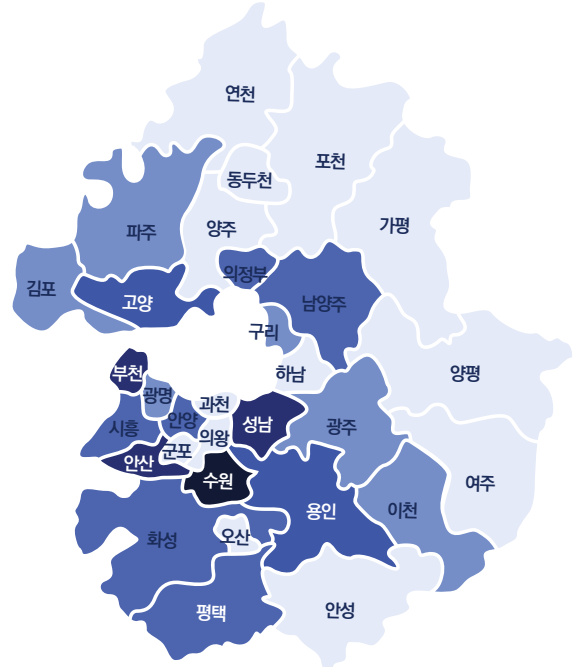 연천
포천
동두천
가평
양주
파주
의정부
김포
고양
남양주
구리
하남
양평
부천
광명
과천
안양
성남
시흥
광주
의왕
군포
안산
수원
여주
용인
이천
오산
화성
평택
안성